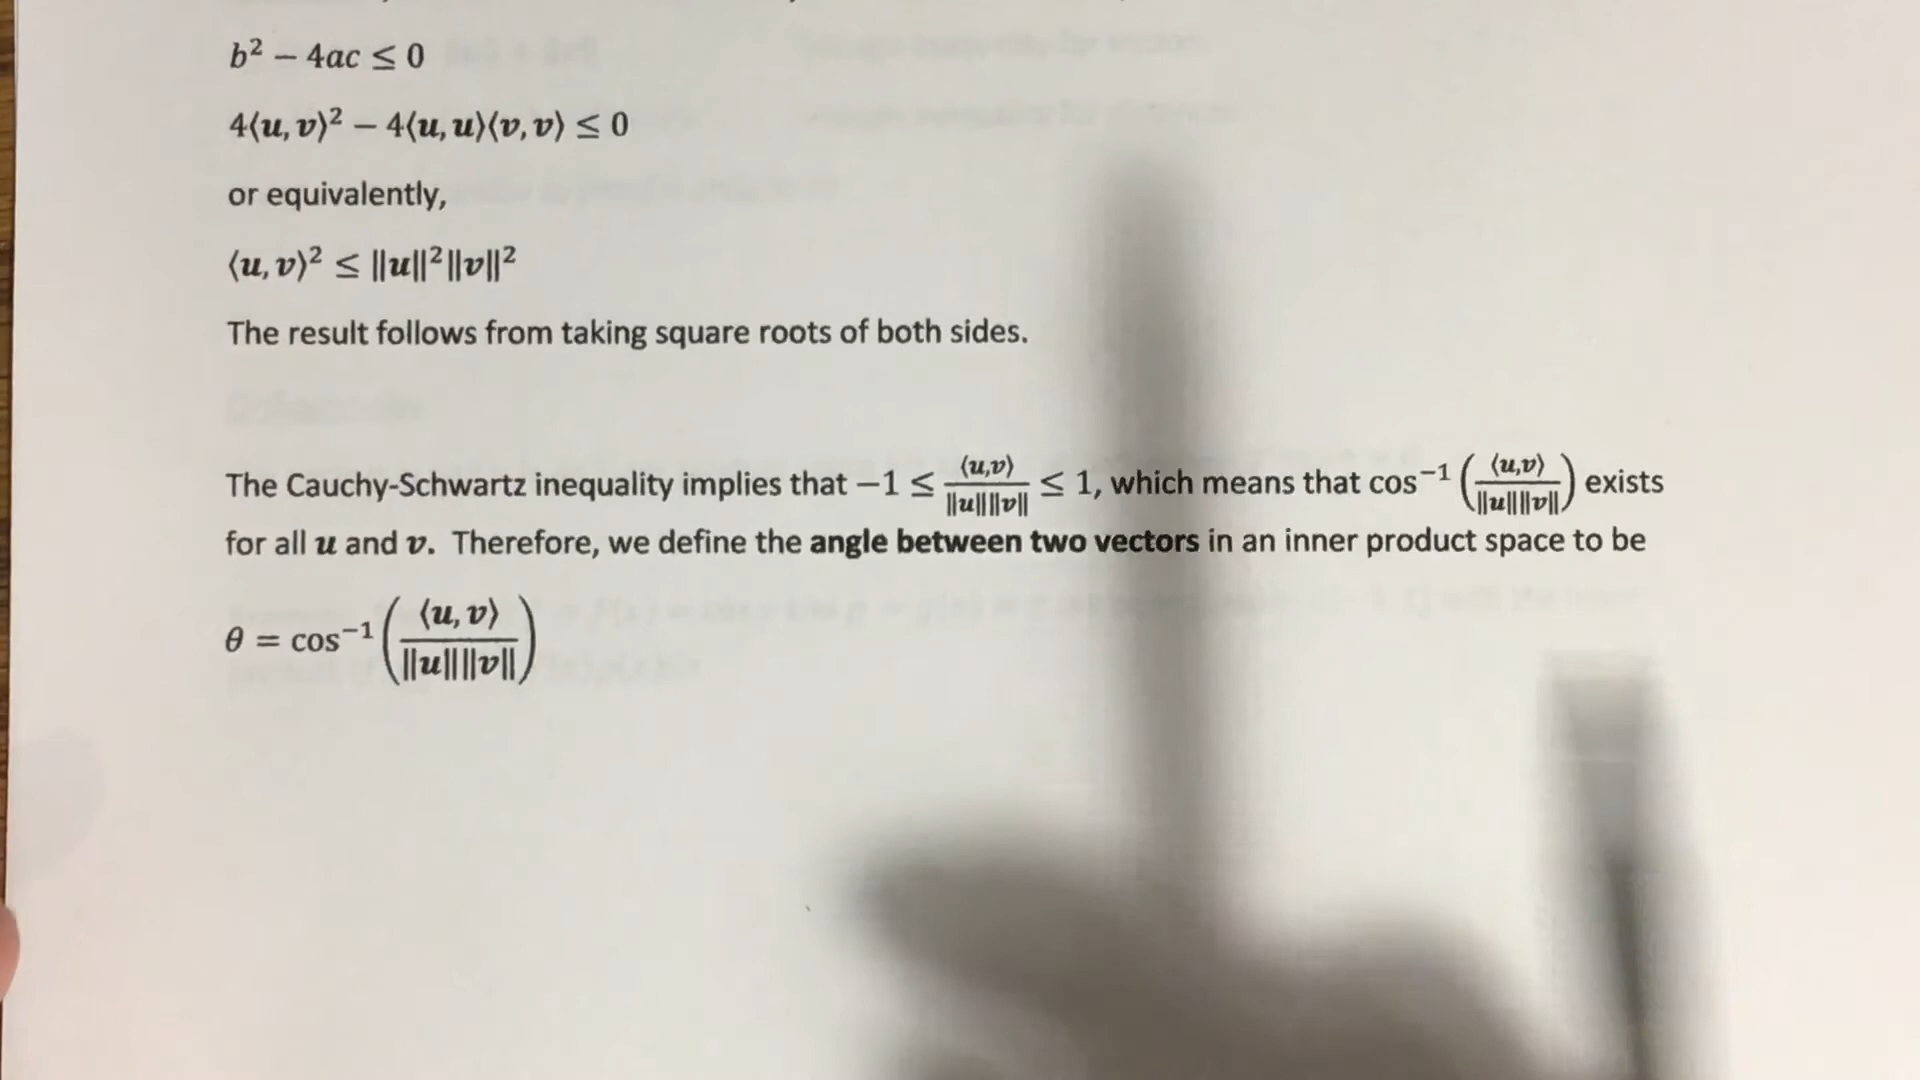 b² − 4ac ≤ 0
4⟨u, v⟩² − 4⟨u, u⟩⟨v, v⟩ ≤ 0
or equivalently,
⟨u, v⟩² ≤ ‖u‖²‖v‖²
The result follows from taking square roots of both sides.
The Cauchy-Schwartz inequality implies that −1 ≤ ⟨u,v⟩/‖u‖‖v‖ ≤ 1, which means that cos⁻¹(⟨u,v⟩/‖u‖‖v‖) exists
for all u and v. Therefore, we define the angle between two vectors in an inner product space to be
θ = cos⁻¹(⟨u, v⟩/‖u‖‖v‖)